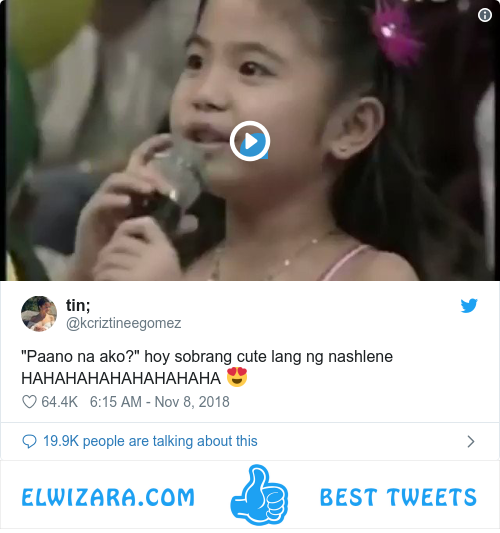 tin;
@kcriztineegomez
"Paano na ako?" hoy sobrang cute lang ng nashlene
HAHAHAHAHAHAHAHAHA 😍
64.4K 6:15 AM - Nov 8, 2018
19.9K people are talking about this
ELWIZARA.COM BEST TWEETS